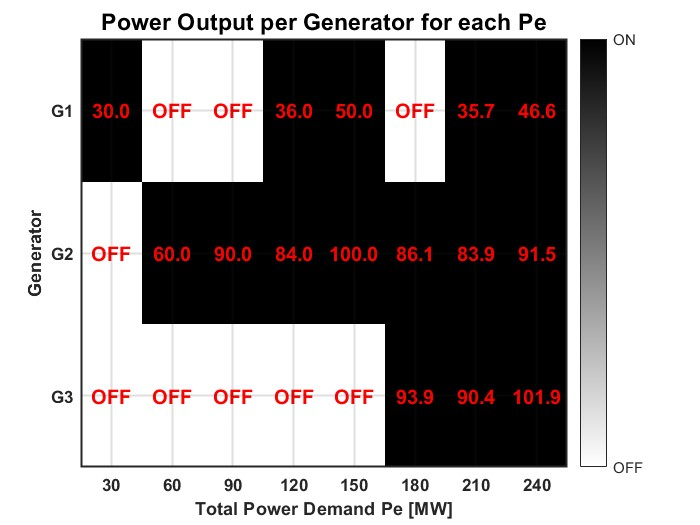 Power Output per Generator for each Pe
ON
G1 30.0 OFF OFF 36.0 50.0 OFF 35.7 46.6
Generator
G2 OFF 60.0 90.0 84.0 100.0 86.1 83.9 91.5
G3 OFF OFF OFF OFF OFF 93.9 90.4 101.9
OFF
30 60 90 120 150 180 210 240
Total Power Demand Pe [MW]